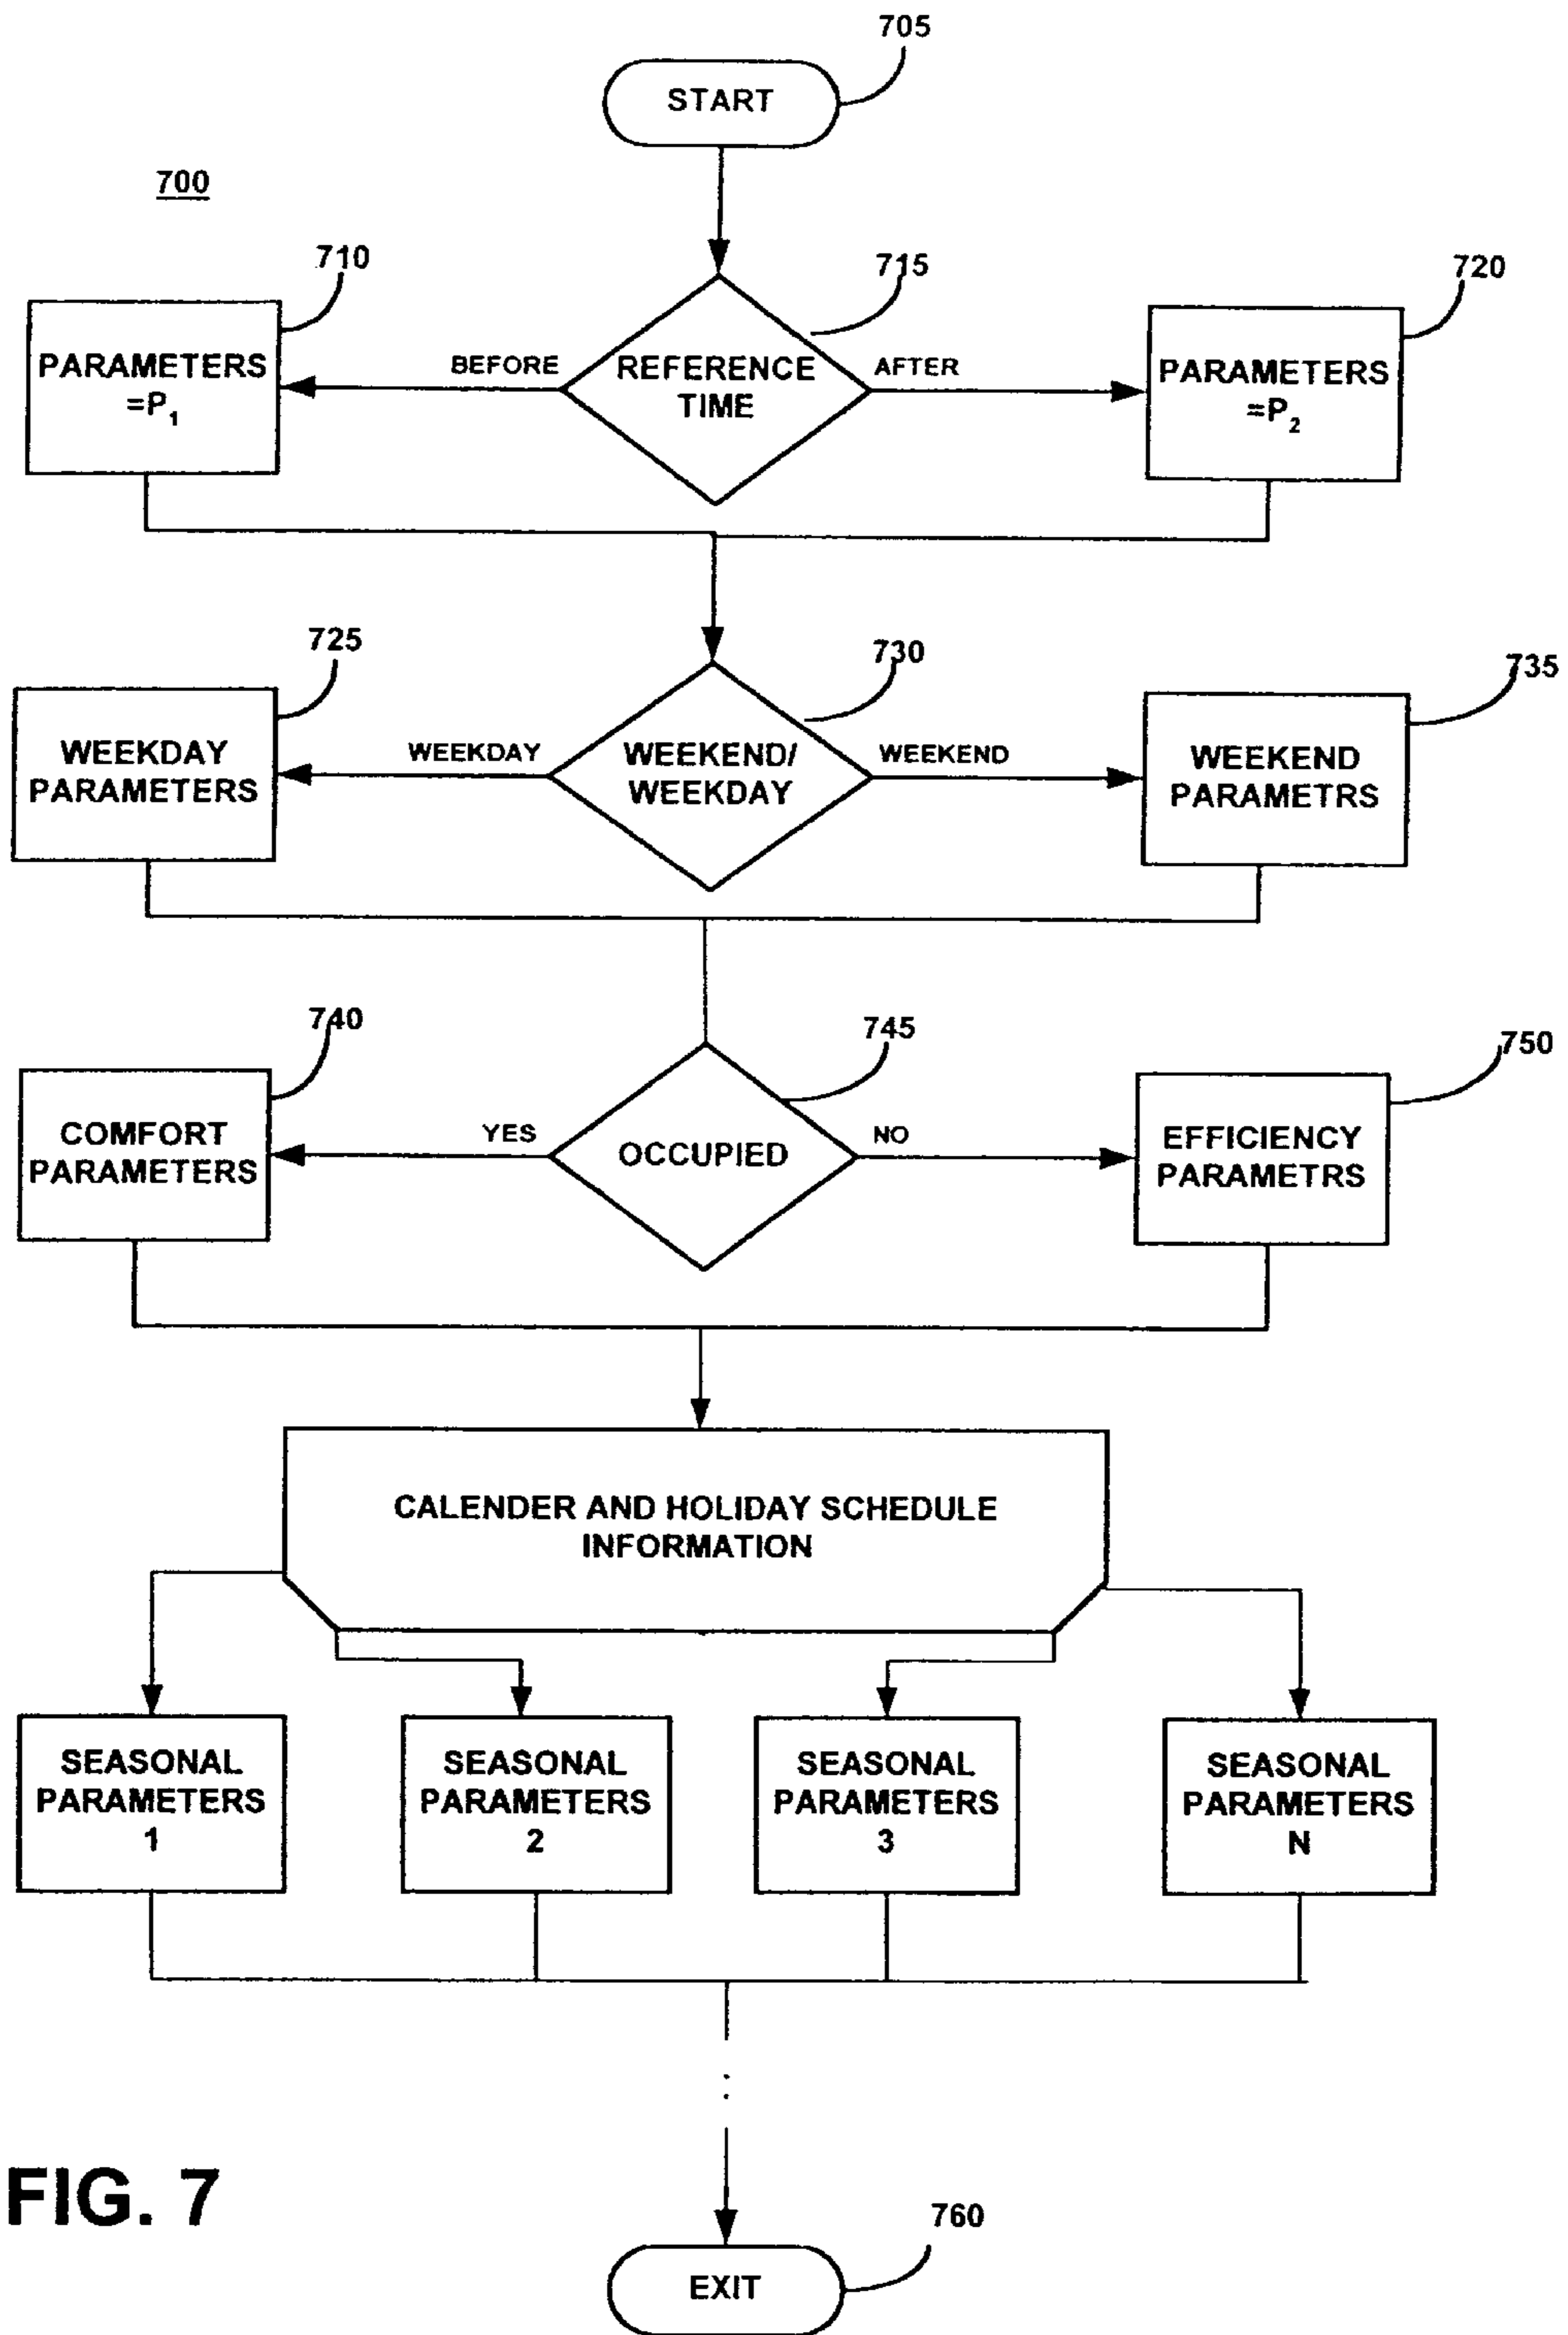 705
START
700
710
715
720
PARAMETERS
=P1
BEFORE
REFERENCE
TIME
AFTER
PARAMETERS
=P2
725
730
735
WEEKDAY
PARAMETERS
WEEKDAY
WEEKEND/
WEEKDAY
WEEKEND
WEEKEND
PARAMETRS
740
745
750
COMFORT
PARAMETERS
YES
OCCUPIED
NO
EFFICIENCY
PARAMETRS
CALENDER AND HOLIDAY SCHEDULE
INFORMATION
SEASONAL
PARAMETERS
1
SEASONAL
PARAMETERS
2
SEASONAL
PARAMETERS
3
SEASONAL
PARAMETERS
N
FIG. 7
760
EXIT